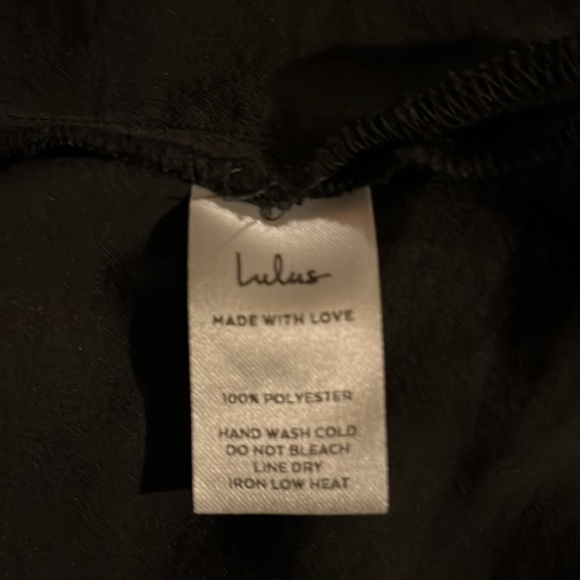 Lulus
MADE WITH LOVE
100% POLYESTER
HAND WASH COLD
DO NOT BLEACH
LINE DRY
IRON LOW HEAT